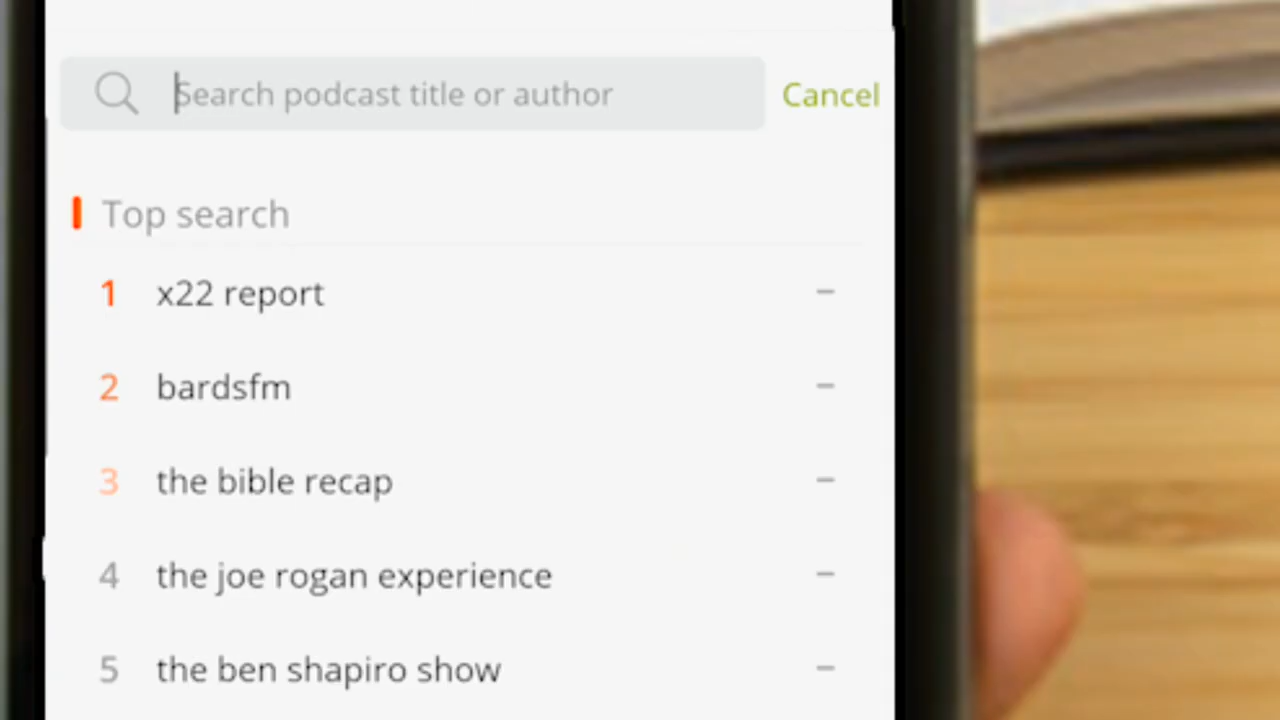 Search podcast title or author
Cancel
Top search
1 x22 report –
2 bardsfm –
3 the bible recap –
4 the joe rogan experience –
5 the ben shapiro show –